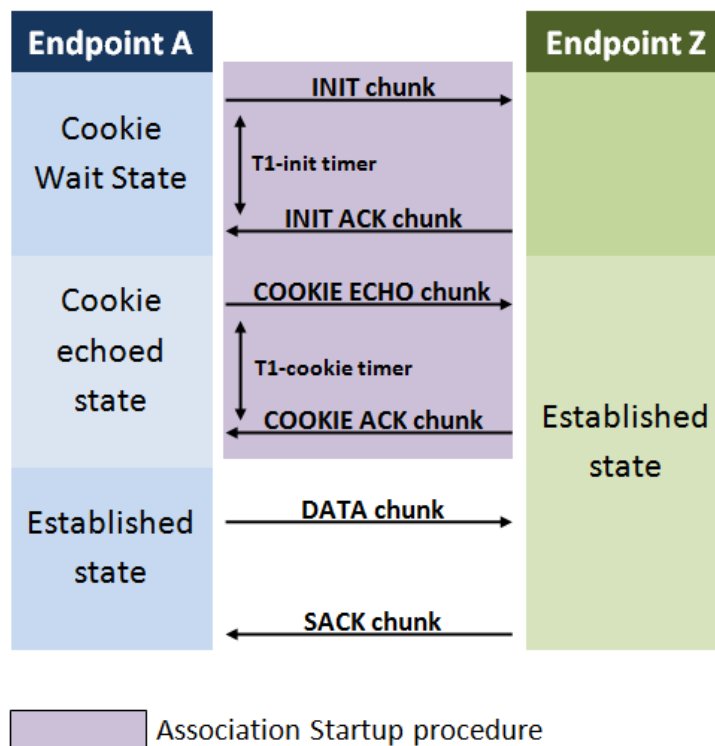 Endpoint A
Endpoint Z
INIT chunk
Cookie
Wait State
T1-init timer
INIT ACK chunk
Cookie
echoed
state
COOKIE ECHO chunk
T1-cookie timer
COOKIE ACK chunk
Established
state
Established
state
DATA chunk
SACK chunk
Association Startup procedure